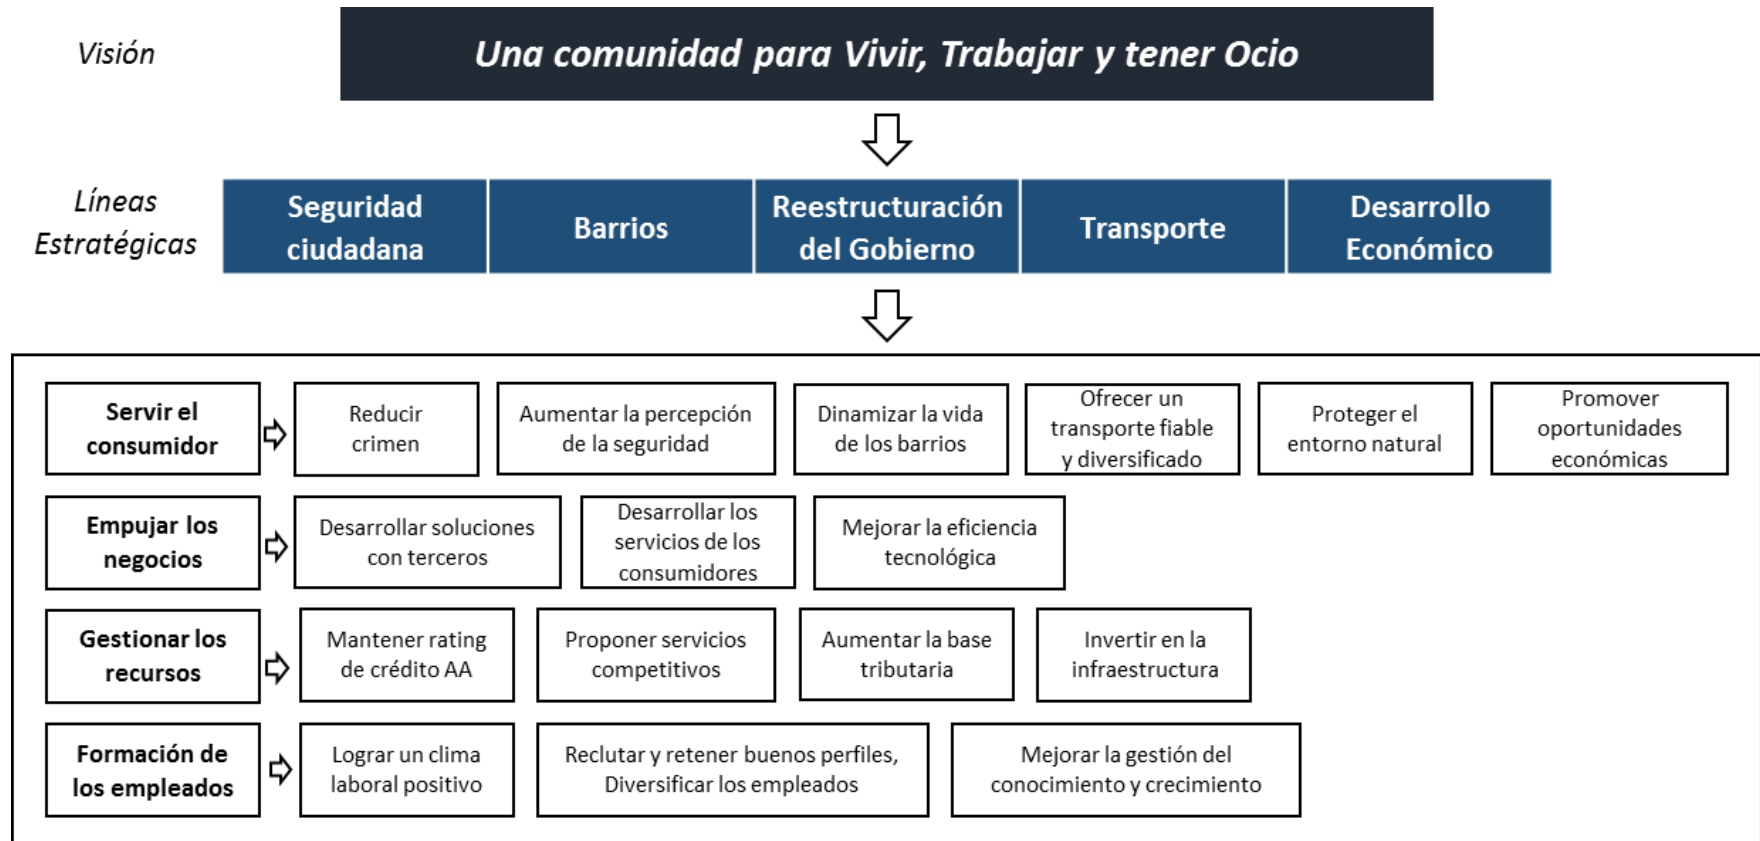 Visión
Una comunidad para Vivir, Trabajar y tener Ocio
Líneas
Estratégicas
Seguridad
ciudadana
Barrios
Reestructuración
del Gobierno
Transporte
Desarrollo
Económico
Servir el
consumidor
Reducir
crimen
Aumentar la percepción
de la seguridad
Dinamizar la vida
de los barrios
Ofrecer un
transporte fiable
y diversificado
Proteger el
entorno natural
Promover
oportunidades
económicas
Empujar los
negocios
Desarrollar soluciones
con terceros
Desarrollar los
servicios de los
consumidores
Mejorar la eficiencia
tecnológica
Gestionar los
recursos
Mantener rating
de crédito AA
Proponer servicios
competitivos
Aumentar la base
tributaria
Invertir en la
infraestructura
Formación de
los empleados
Lograr un clima
laboral positivo
Reclutar y retener buenos perfiles,
Diversificar los empleados
Mejorar la gestión del
conocimiento y crecimiento